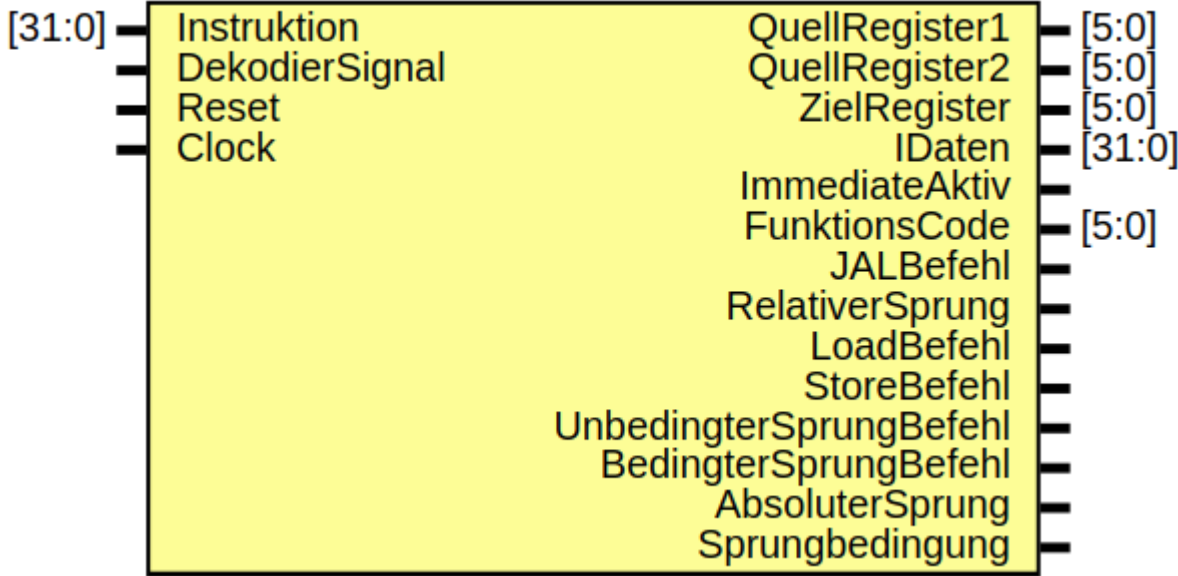 [31:0] Instruktion QuellRegister1 [5:0]
DekodierSignal QuellRegister2 [5:0]
Reset ZielRegister [5:0]
Clock IDaten [31:0]
ImmediateAktiv
FunktionsCode [5:0]
JALBefehl
RelativerSprung
LoadBefehl
StoreBefehl
UnbedingterSprungBefehl
BedingterSprungBefehl
AbsoluterSprung
Sprungbedingung